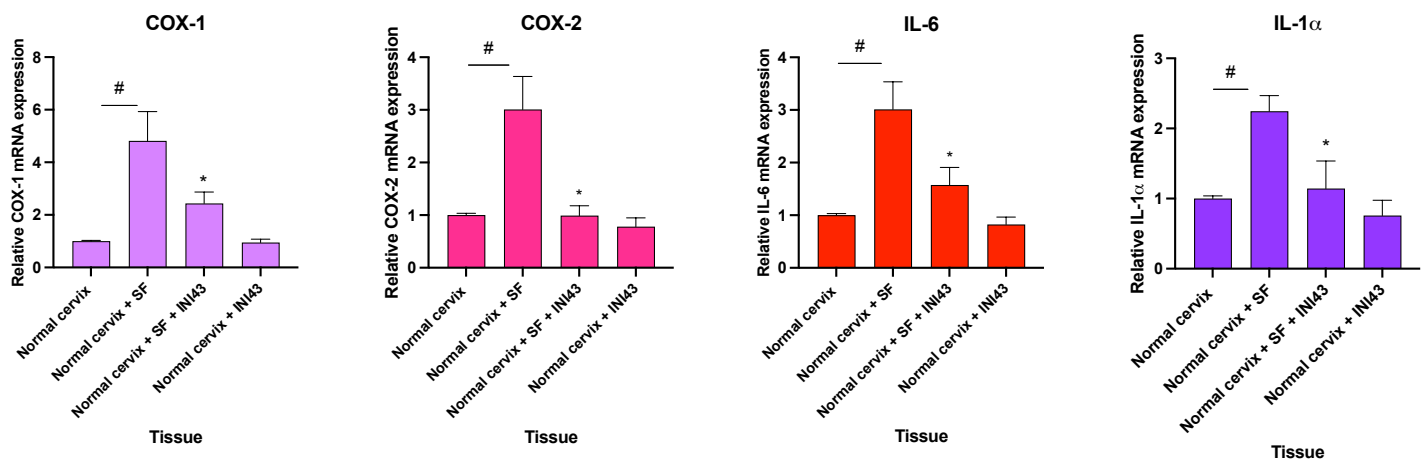 COX-1
#
*
8
6
4
2
0
Relative COX-1 mRNA expression
Normal cervix
Normal cervix + SF
Normal cervix + SF + INI43
Normal cervix + INI43
Tissue
COX-2
#
*
4
3
2
1
0
Relative COX-2 mRNA expression
Normal cervix
Normal cervix + SF
Normal cervix + SF + INI43
Normal cervix + INI43
Tissue
IL-6
#
*
4
3
2
1
0
Relative IL-6 mRNA expression
Normal cervix
Normal cervix + SF
Normal cervix + SF + INI43
Normal cervix + INI43
Tissue
IL-1α
#
*
3
2
1
0
Relative IL-1α mRNA expression
Normal cervix
Normal cervix + SF
Normal cervix + SF + INI43
Normal cervix + INI43
Tissue